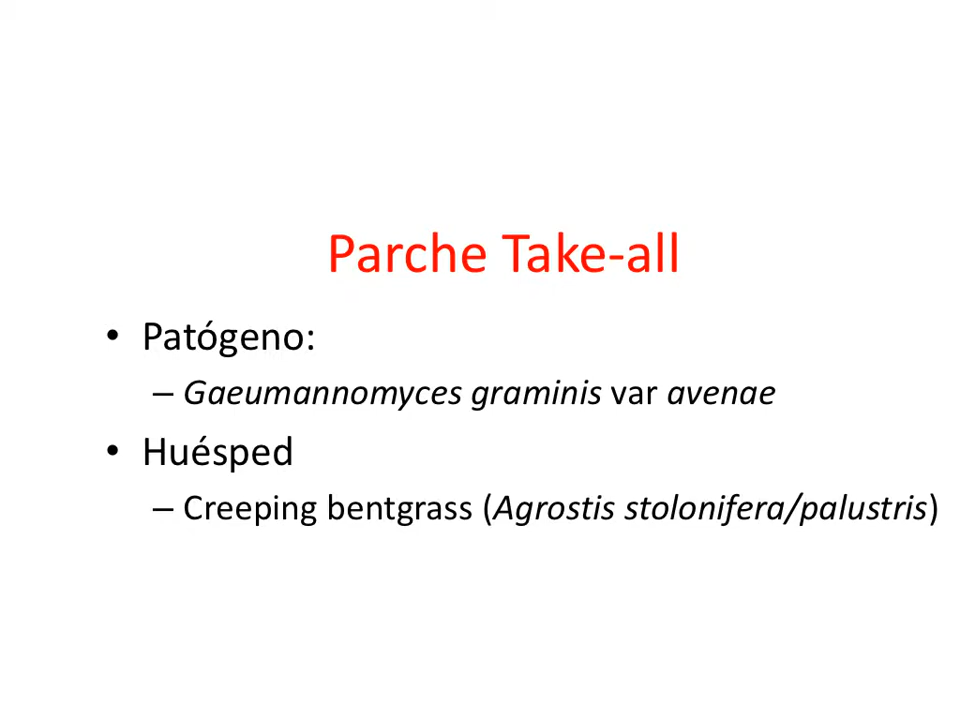 Parche Take-all
• Patógeno:
– Gaeumannomyces graminis var avenae
• Huésped
– Creeping bentgrass (Agrostis stolonifera/palustris)